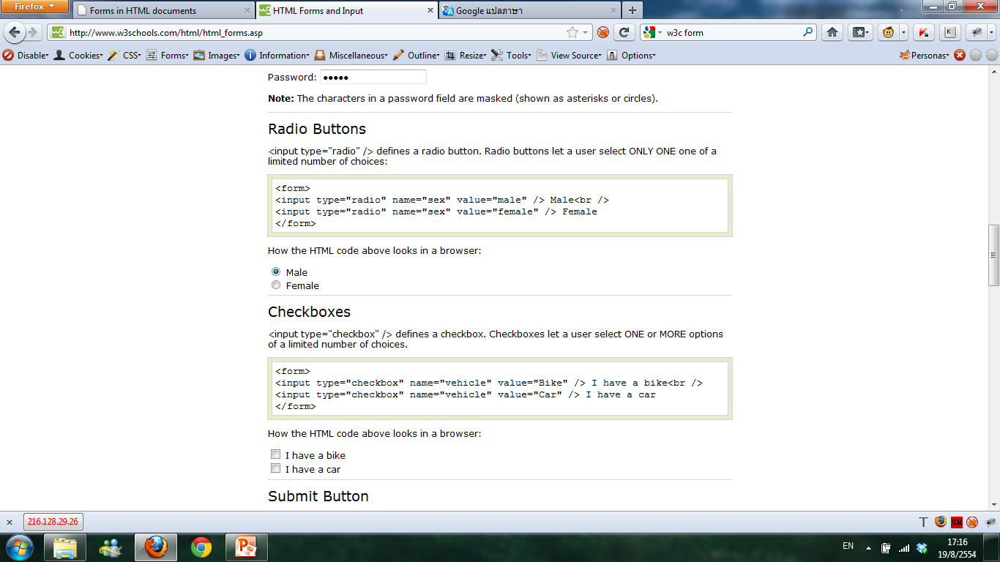 Firefox
Forms in HTML documents
HTML Forms and Input
Google แปลภาษา
http://www.w3schools.com/html/html_forms.asp
w3c form
Disable Cookies CSS Forms Images Information Miscellaneous Outline Resize Tools View Source Options Personas
Password: •••••
Note: The characters in a password field are masked (shown as asterisks or circles).
Radio Buttons
<input type="radio" /> defines a radio button. Radio buttons let a user select ONLY ONE one of a
limited number of choices:
<form>
<input type="radio" name="sex" value="male" /> Male<br />
<input type="radio" name="sex" value="female" /> Female
</form>
How the HTML code above looks in a browser:
Male
Female
Checkboxes
<input type="checkbox" /> defines a checkbox. Checkboxes let a user select ONE or MORE options
of a limited number of choices.
<form>
<input type="checkbox" name="vehicle" value="Bike" /> I have a bike<br />
<input type="checkbox" name="vehicle" value="Car" /> I have a car
</form>
How the HTML code above looks in a browser:
I have a bike
I have a car
Submit Button
x 216.128.29.26 T SK
EN
17:16
19/8/2554